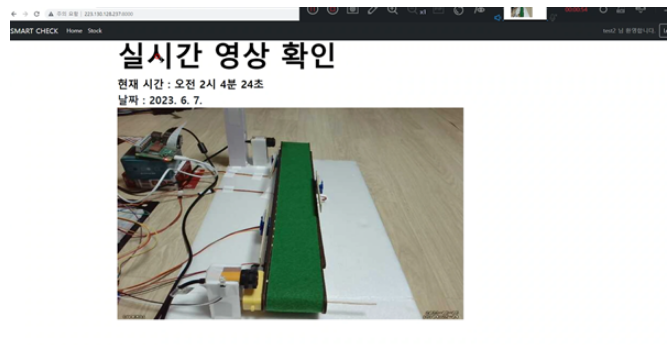 주의 요함 223.130.128.237:8000
SMART CHECK Home Stock
test2 님 환영합니다.
실시간 영상 확인
현재 시간 : 오전 2시 4분 24초
날짜 : 2023. 6. 7.